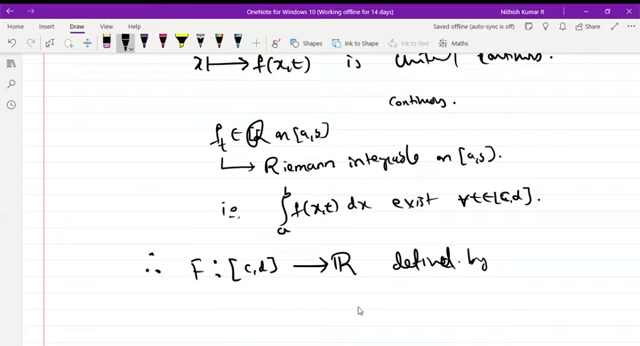 OneNote for Windows 10 (Working offline for 14 days)
Nithish Kumar R
Saved offline (auto-sync is off)
Home Insert Draw View Help
Share
Shapes Ink to Shape Ink to Text Maths
x ⟼ f(x,t) is continuous.
continuous.
f_t ∈ R on [a,b]
↳ Riemann integrable on [a,b].
i.e. ∫_a^b f(x,t) dx exist ∀ t ∈ [c,d].
∴ F : [c,d] ⟶ ℝ defined by